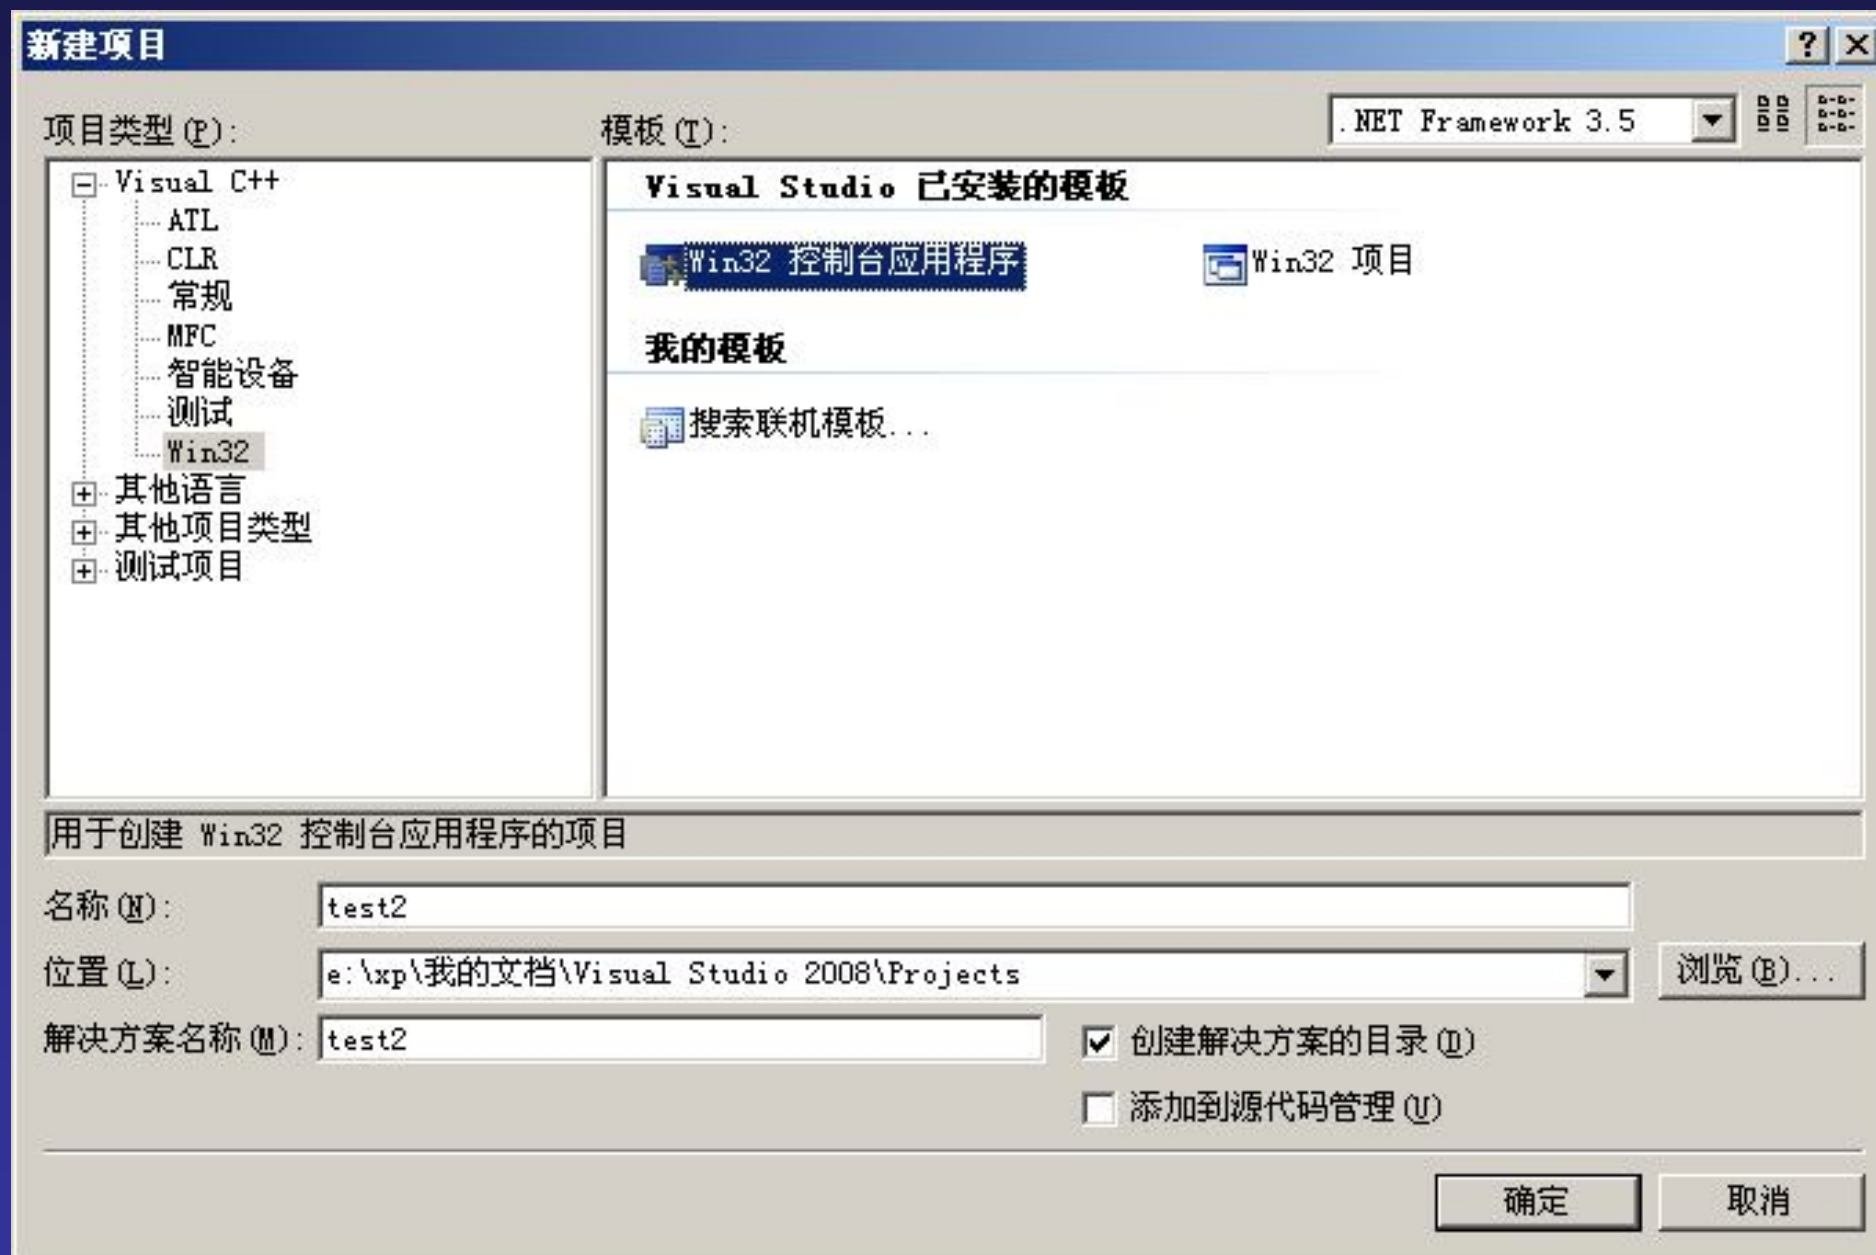 新建项目
项目类型(P):
模板(T):
.NET Framework 3.5
Visual C++
ATL
CLR
常规
MFC
智能设备
测试
Win32
其他语言
其他项目类型
测试项目
Visual Studio 已安装的模板
Win32 控制台应用程序
Win32 项目
我的模板
搜索联机模板...
用于创建 Win32 控制台应用程序的项目
名称(N):
test2
位置(L):
e:\xp\我的文档\Visual Studio 2008\Projects
浏览(B)...
解决方案名称(M):
test2
创建解决方案的目录(D)
添加到源代码管理(U)
确定
取消